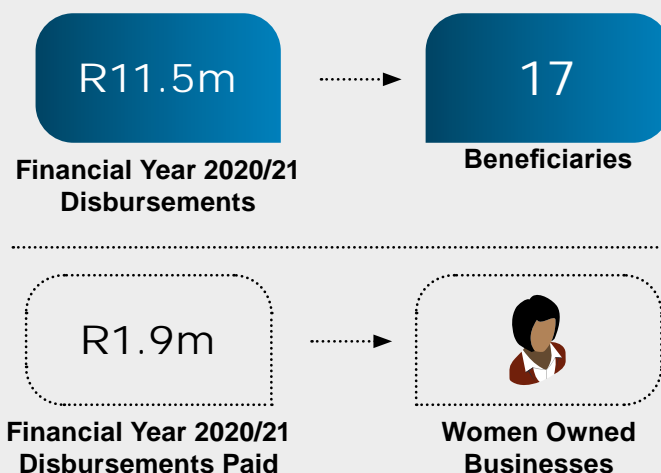 R11.5m
17
Financial Year 2020/21
Disbursements
Beneficiaries
R1.9m
Financial Year 2020/21
Disbursements Paid
Women Owned
Businesses